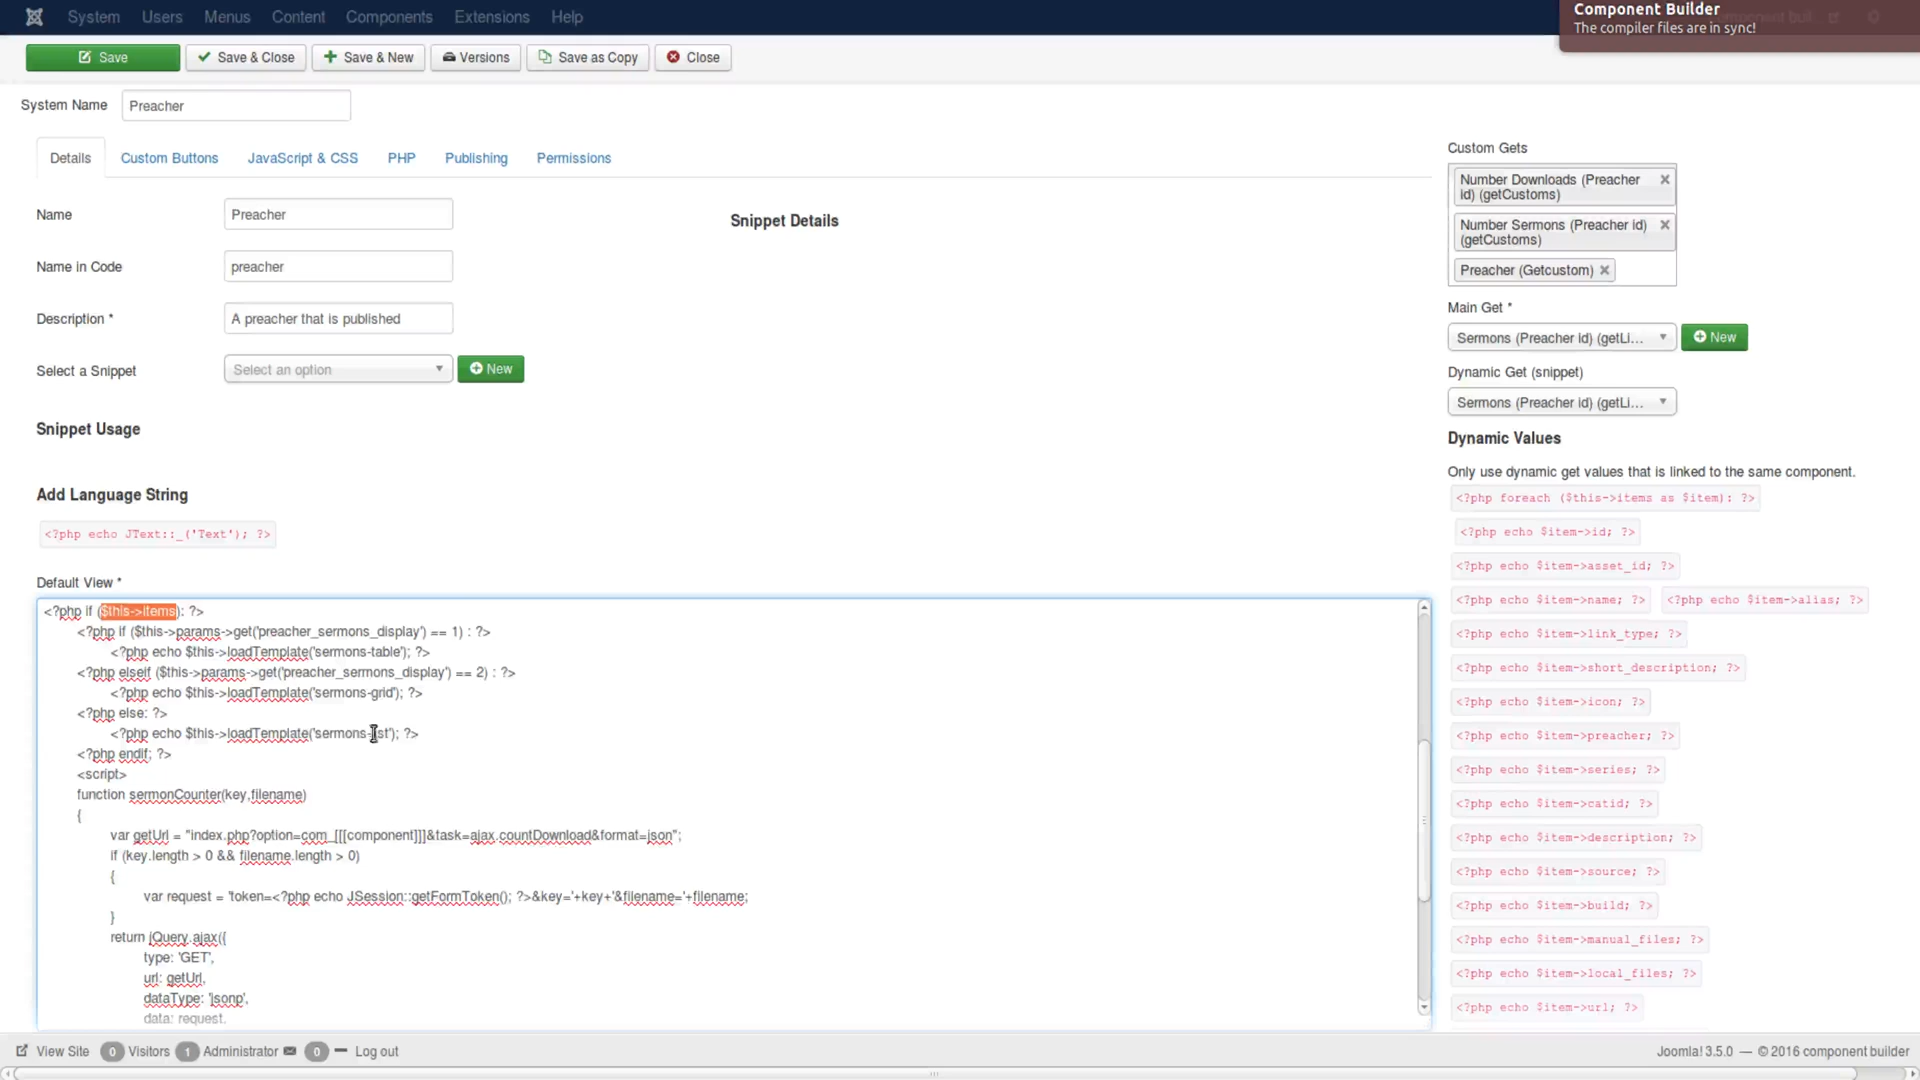 System Users Menus Content Components Extensions Help
Component Builder
The compiler files are in sync!
Save Save & Close Save & New Versions Save as Copy Close
System Name Preacher
Details Custom Buttons JavaScript & CSS PHP Publishing Permissions
Name Preacher
Name in Code preacher
Description * A preacher that is published
Select a Snippet Select an option New
Snippet Details
Snippet Usage
Add Language String
<?php echo JText::_('Text'); ?>
Default View *
<?php if ($this->items): ?>
<?php if ($this->params->get('preacher_sermons_display') == 1) : ?>
<?php echo $this->loadTemplate('sermons-table'); ?>
<?php elseif ($this->params->get('preacher_sermons_display') == 2) : ?>
<?php echo $this->loadTemplate('sermons-grid'); ?>
<?php else: ?>
<?php echo $this->loadTemplate('sermons-list'); ?>
<?php endif; ?>
<script>
function sermonCounter(key,filename)
{
var getUrl = "index.php?option=com_[[[component]]]&task=ajax.countDownload&format=json";
if (key.length > 0 && filename.length > 0)
{
var request = 'token=<?php echo JSession::getFormToken(); ?>&key='+key+'&filename='+filename;
}
return jQuery.ajax({
type: 'GET',
url: getUrl,
dataType: 'jsonp',
data: request,
Custom Gets
Number Downloads (Preacher
id) (getCustoms)
Number Sermons (Preacher id)
(getCustoms)
Preacher (Getcustom)
Main Get *
Sermons (Preacher id) (getLi... New
Dynamic Get (snippet)
Sermons (Preacher id) (getLi...
Dynamic Values
Only use dynamic get values that is linked to the same component.
<?php foreach ($this->items as $item): ?>
<?php echo $item->id; ?>
<?php echo $item->asset_id; ?>
<?php echo $item->name; ?> <?php echo $item->alias; ?>
<?php echo $item->link_type; ?>
<?php echo $item->short_description; ?>
<?php echo $item->icon; ?>
<?php echo $item->preacher; ?>
<?php echo $item->series; ?>
<?php echo $item->catid; ?>
<?php echo $item->description; ?>
<?php echo $item->source; ?>
<?php echo $item->build; ?>
<?php echo $item->manual_files; ?>
<?php echo $item->local_files; ?>
<?php echo $item->url; ?>
View Site 0 Visitors 1 Administrator 0 Log out
Joomla! 3.5.0 — © 2016 component builder